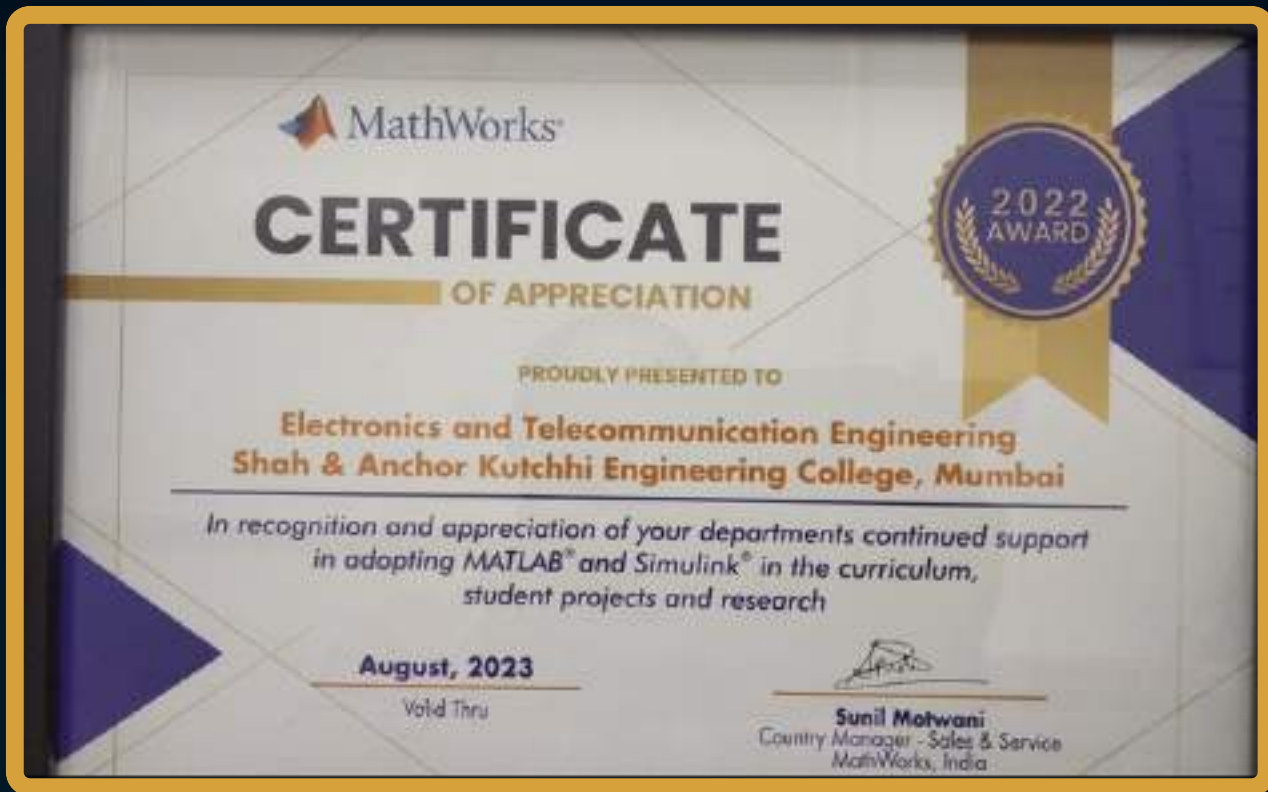 MathWorks®
CERTIFICATE
OF APPRECIATION
2022
AWARD
PROUDLY PRESENTED TO
Electronics and Telecommunication Engineering
Shah & Anchor Kutchhi Engineering College, Mumbai
In recognition and appreciation of your departments continued support
in adopting MATLAB® and Simulink® in the curriculum,
student projects and research
August, 2023
Valid Thru
Sunil Motwani
Country Manager - Sales & Service
MathWorks, India